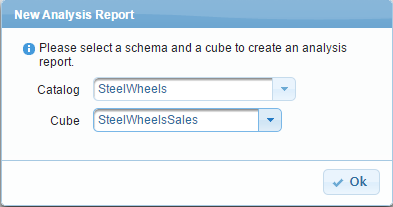 New Analysis Report
Please select a schema and a cube to create an analysis
report.
Catalog SteelWheels
Cube SteelWheelsSales
Ok